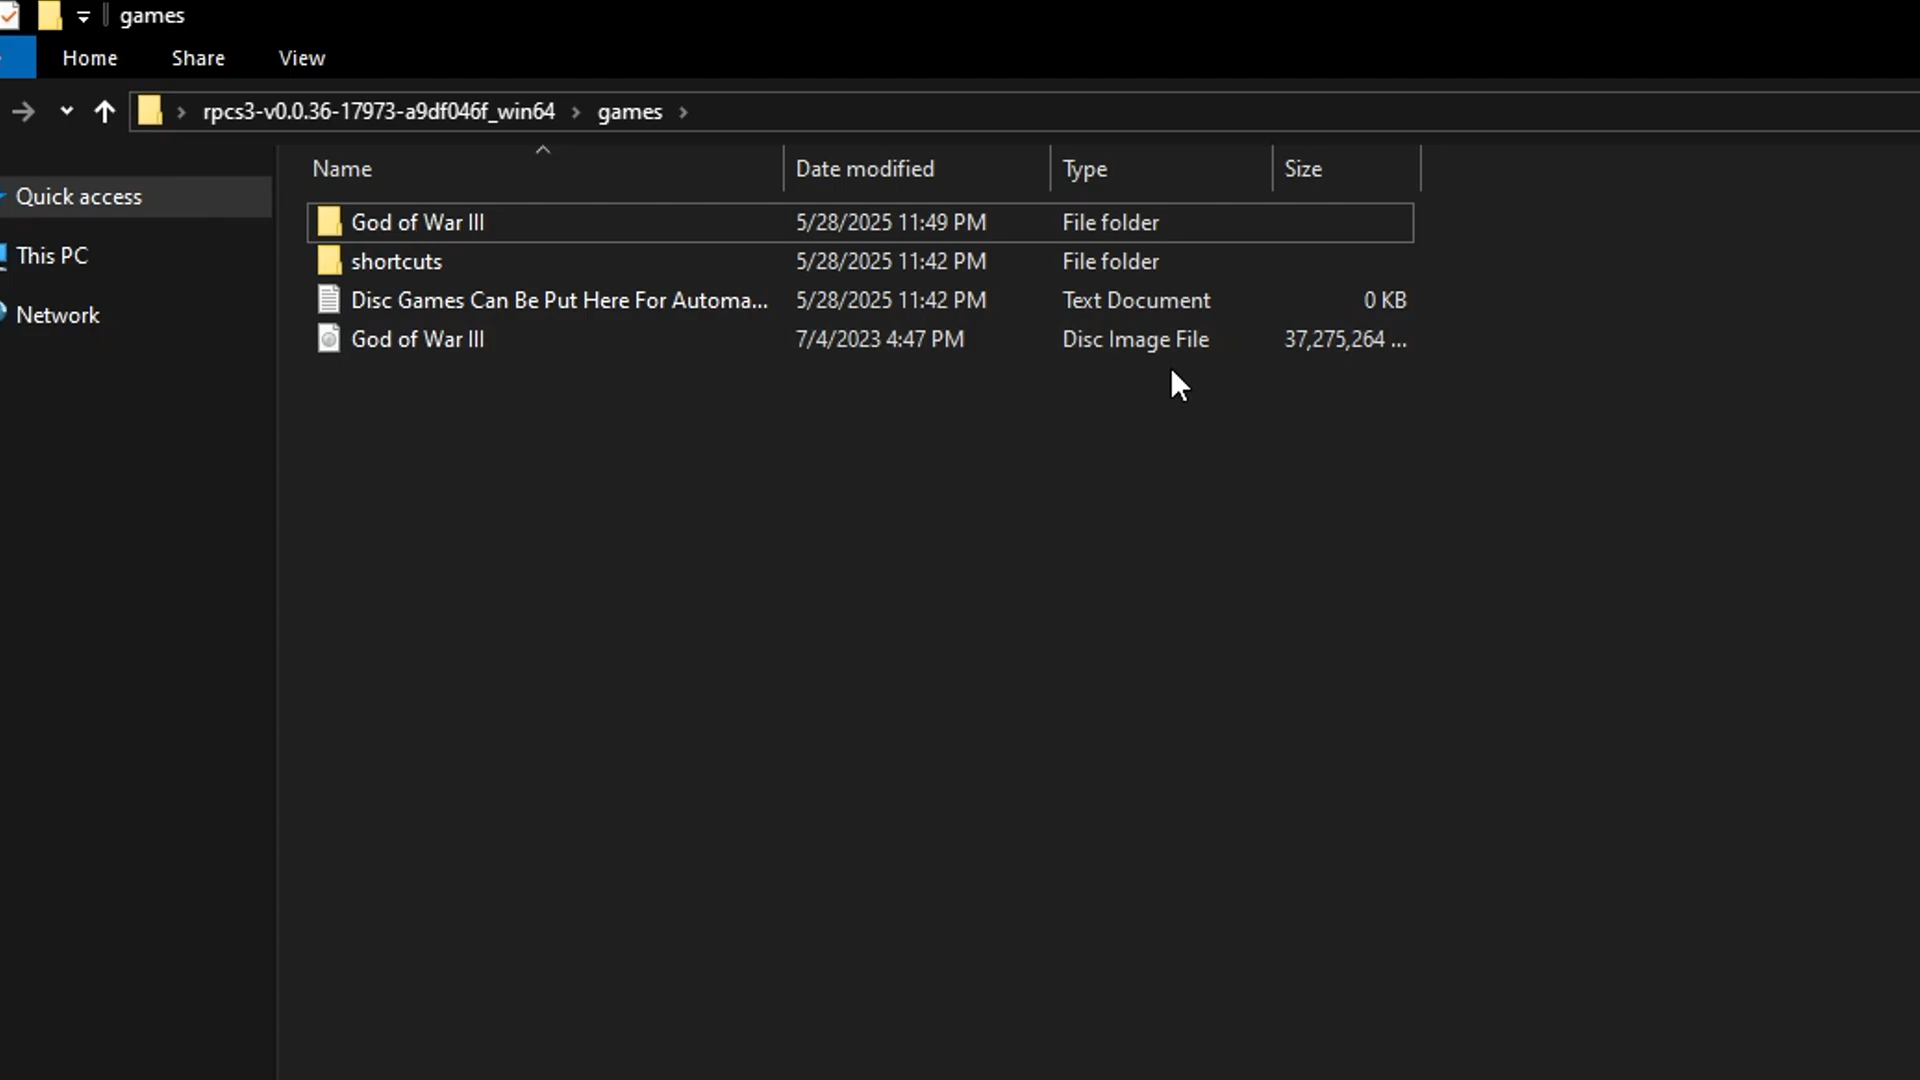 games
Home Share View
rpcs3-v0.0.36-17973-a9df046f_win64 games
Name Date modified Type Size
Quick access
God of War III 5/28/2025 11:49 PM File folder
This PC
shortcuts 5/28/2025 11:42 PM File folder
Disc Games Can Be Put Here For Automa... 5/28/2025 11:42 PM Text Document 0 KB
Network
God of War III 7/4/2023 4:47 PM Disc Image File 37,275,264 ...